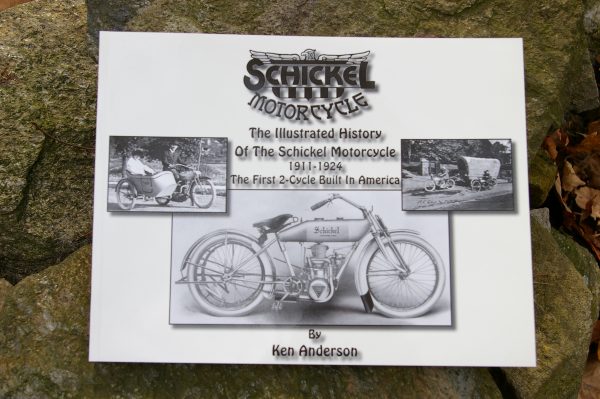 SCHICKEL
MOTORCYCLE
The Illustrated History
Of The Schickel Motorcycle
1911-1924
The First 2-Cycle Built In America
Schickel
By
Ken Anderson